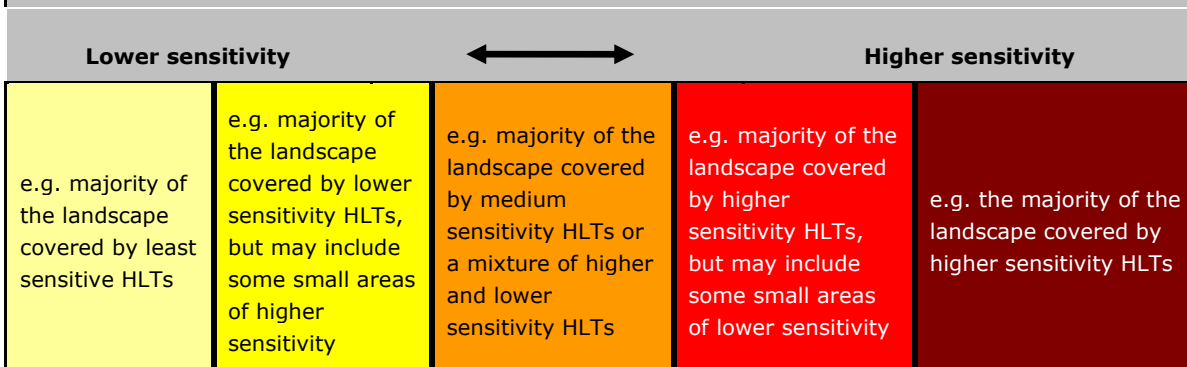 Lower sensitivity
Higher sensitivity
e.g. majority of
the landscape
covered by least
sensitive HLTs
e.g. majority of
the landscape
covered by lower
sensitivity HLTs,
but may include
some small areas
of higher
sensitivity
e.g. majority of the
landscape covered
by medium
sensitivity HLTs or
a mixture of higher
and lower
sensitivity HLTs
e.g. majority of the
landscape covered
by higher
sensitivity HLTs,
but may include
some small areas
of lower sensitivity
e.g. the majority of the
landscape covered by
higher sensitivity HLTs